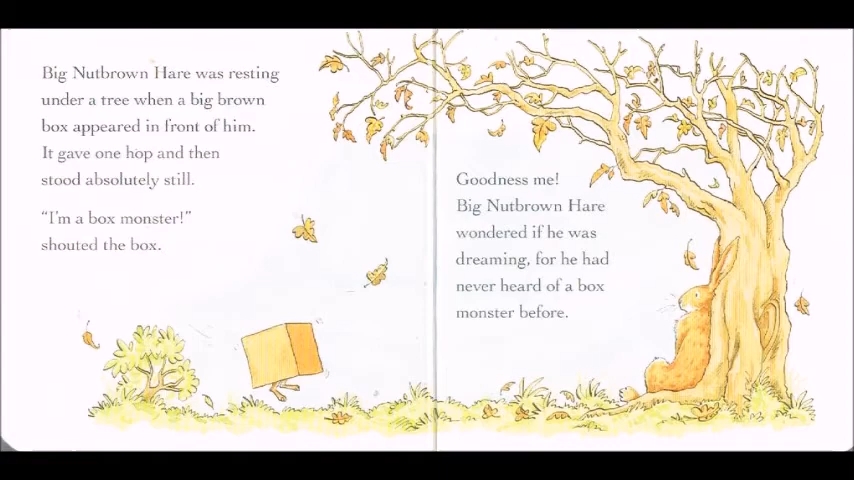 Big Nutbrown Hare was resting
under a tree when a big brown
box appeared in front of him.
It gave one hop and then
stood absolutely still.
“I’m a box monster!”
shouted the box.
Goodness me!
Big Nutbrown Hare
wondered if he was
dreaming, for he had
never heard of a box
monster before.